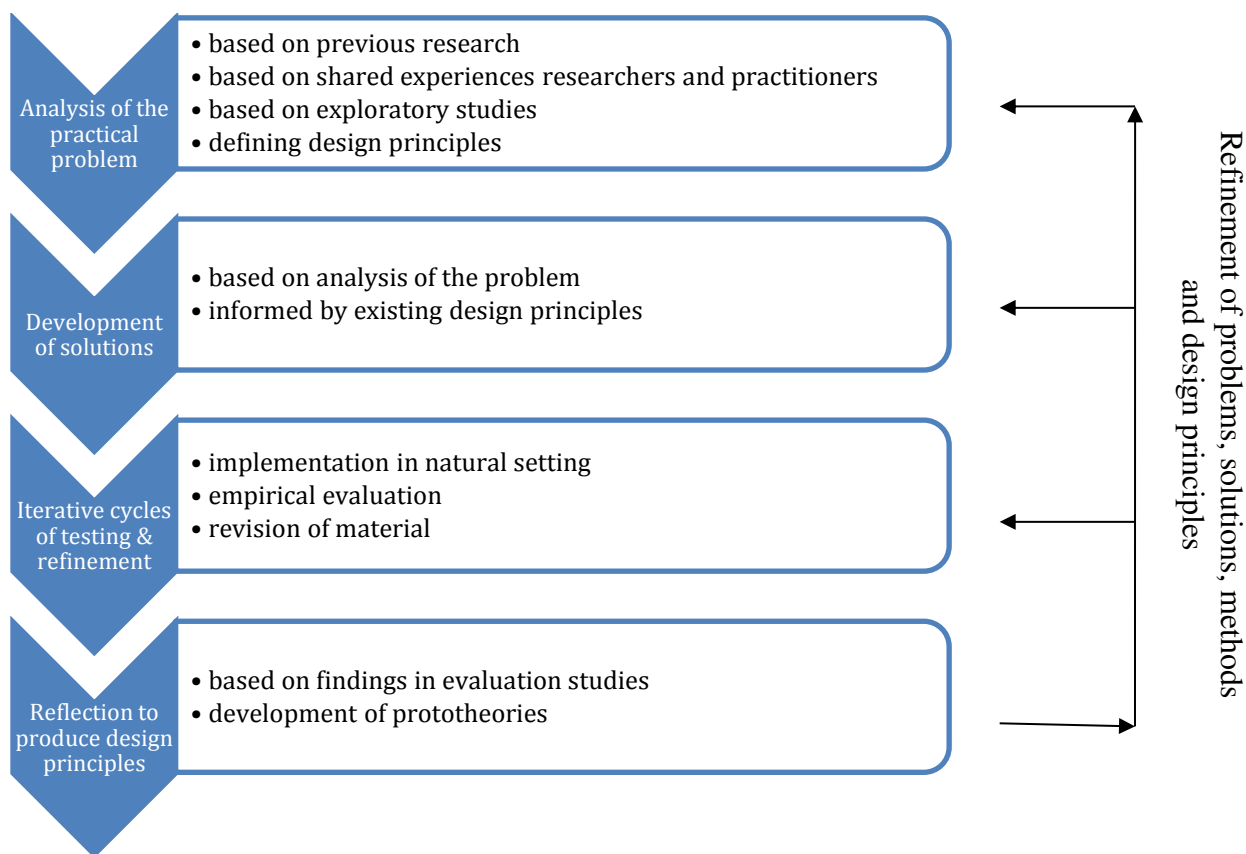 Analysis of the
practical
problem
• based on previous research
• based on shared experiences researchers and practitioners
• based on exploratory studies
• defining design principles
Development
of solutions
• based on analysis of the problem
• informed by existing design principles
Iterative cycles
of testing &
refinement
• implementation in natural setting
• empirical evaluation
• revision of material
Reflection to
produce design
principles
• based on findings in evaluation studies
• development of prototheories
Refinement of problems, solutions, methods
and design principles